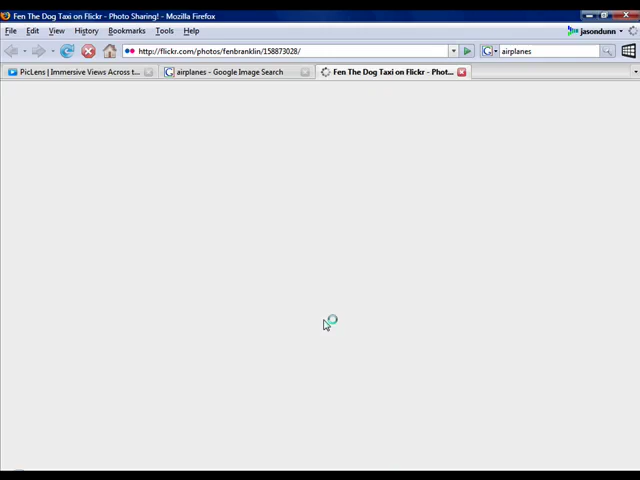 Fen The Dog Taxi on Flickr - Photo Sharing! - Mozilla Firefox
File Edit View History Bookmarks Tools Help jasondunn
http://flickr.com/photos/fenbranklin/158873028/ airplanes
PicLens | Immersive Views Across t... airplanes - Google Image Search Fen The Dog Taxi on Flickr - Phot...